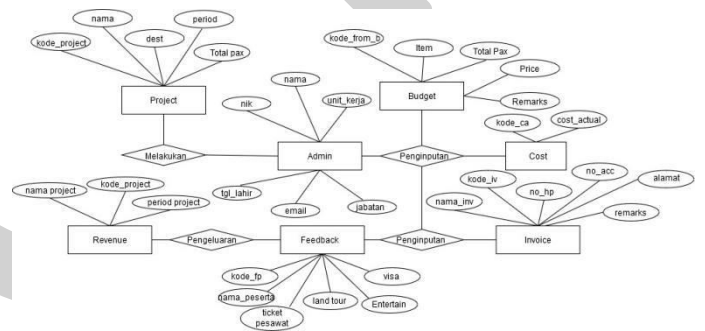 nama
period
kode_project
dest
Total pax
Project
kode_from_b
Item
Total Pax
Price
Remarks
Budget
nik
nama
unit_kerja
kode_ca
cost_actual
Melakukan
Admin
Penginputan
Cost
nama project
kode_project
period project
tgl_lahir
email
jabatan
kode_iv
no_acc
alamat
nama_inv
no_hp
remarks
Revenue
Pengeluaran
Feedback
Penginputan
Invoice
kode_fp
visa
nama_peserta
land tour
Entertain
ticket
pesawat